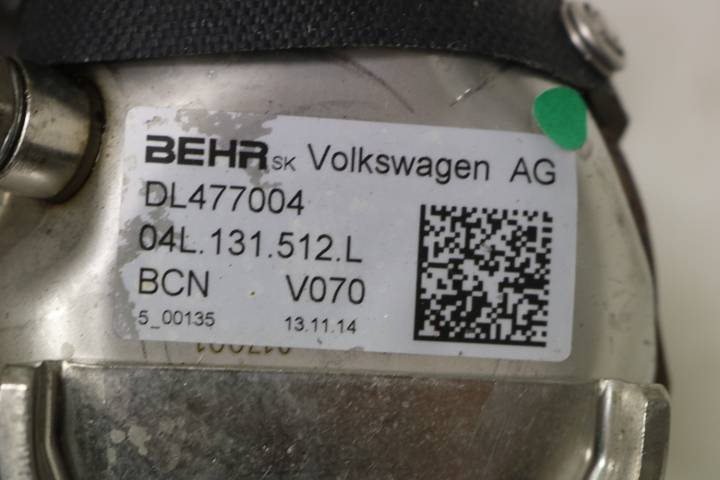 BEHR SK Volkswagen AG
DL477004
04L.131.512.L
BCN V070
5_00135 13.11.14